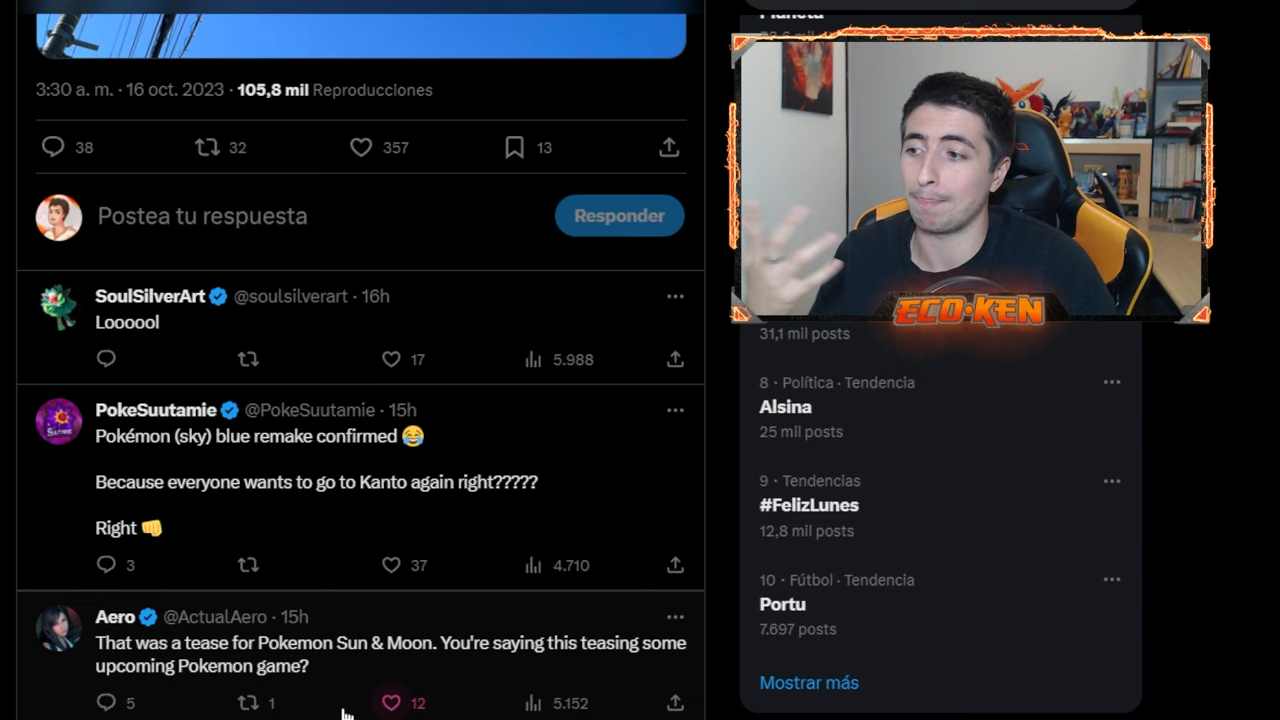 3:30 a. m. · 16 oct. 2023 · 105,8 mil Reproducciones
38
32
357
13
Postea tu respuesta
Responder
SoulSilverArt @soulsilverart · 16h
Loooool
17
5.988
PokeSuutamie @PokeSuutamie · 15h
Pokémon (sky) blue remake confirmed 😂
Because everyone wants to go to Kanto again right?????
Right 👊
3
37
4.710
Aero @ActualAero · 15h
That was a tease for Pokemon Sun & Moon. You're saying this teasing some
upcoming Pokemon game?
5
1
12
5.152
Planeta
ECO·KEN
31,1 mil posts
8 · Política · Tendencia
Alsina
25 mil posts
9 · Tendencias
#FelizLunes
12,8 mil posts
10 · Fútbol · Tendencia
Portu
7.697 posts
Mostrar más